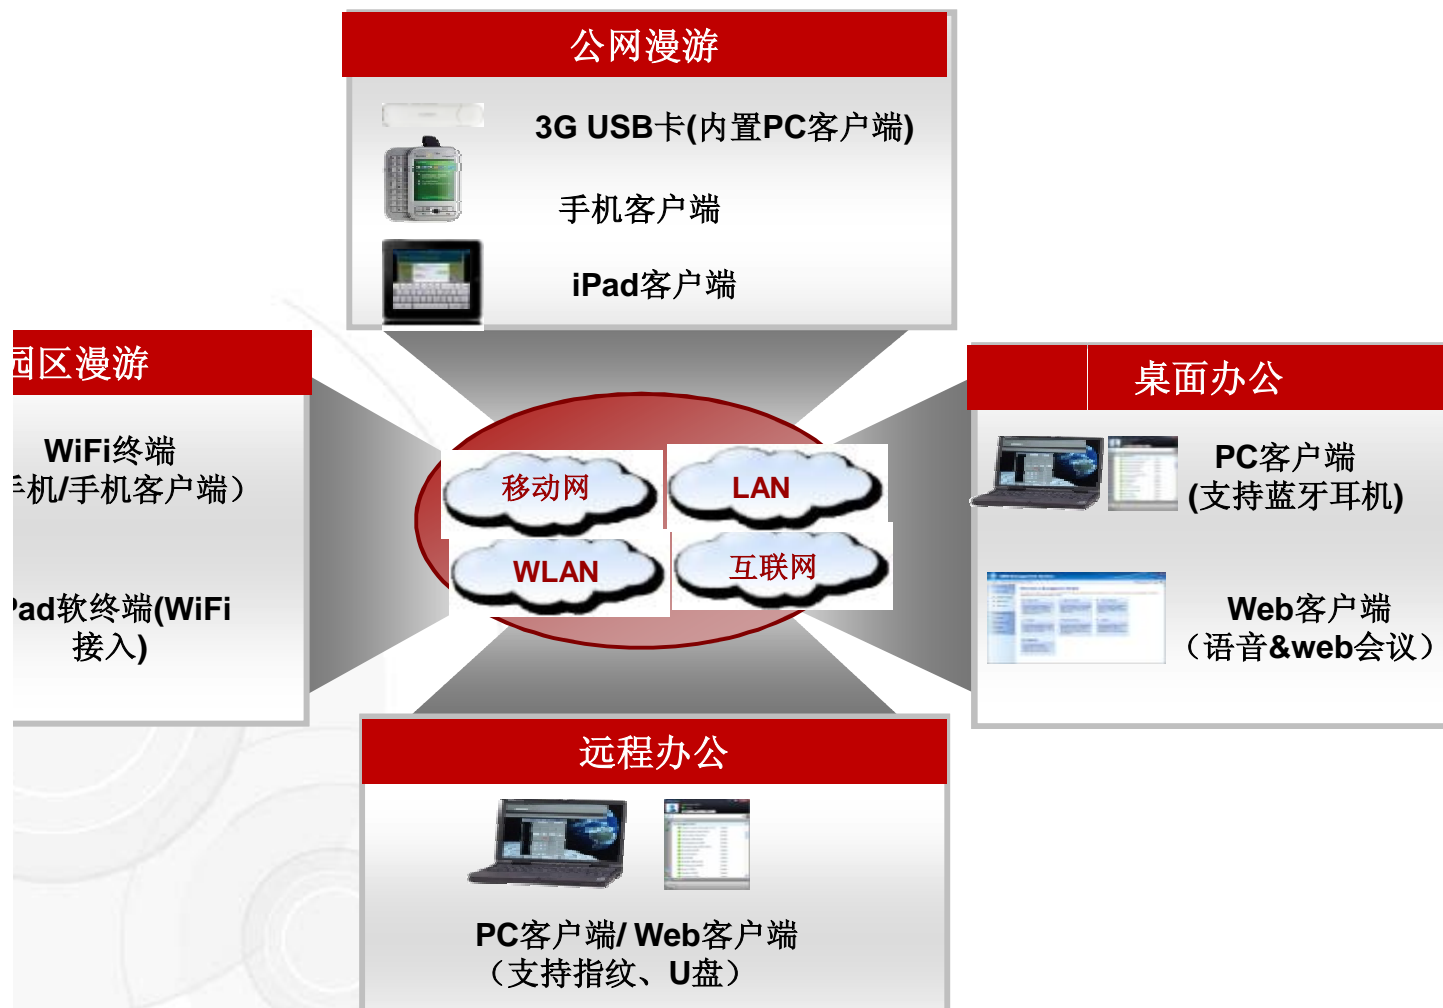 公网漫游
3G USB卡(内置PC客户端)
手机客户端
iPad客户端
园区漫游
WiFi终端
手机/手机客户端）
Pad软终端(WiFi
接入)
移动网
LAN
WLAN
互联网
桌面办公
PC客户端
(支持蓝牙耳机)
Web客户端
（语音&web会议）
远程办公
PC客户端/ Web客户端
（支持指纹、U盘）